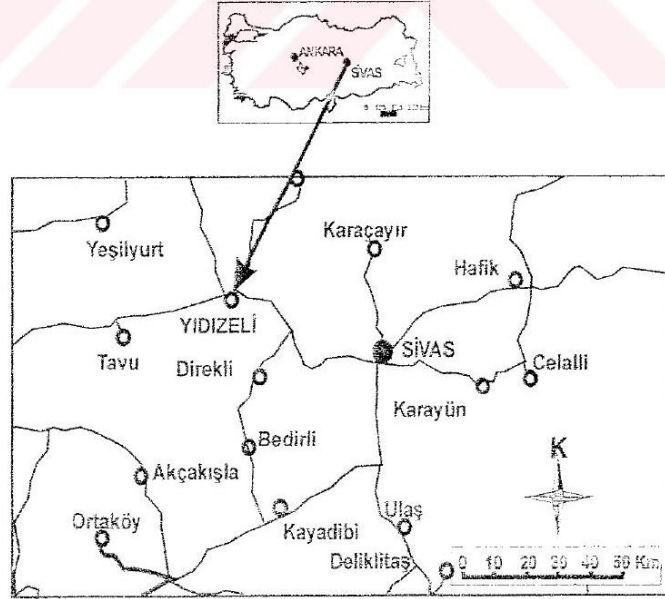 ANKARA
SİVAS
Karaçayır
Yeşilyurt
Hafik
YIDIZELİ
SİVAS
Tavu
Direkli
Celalli
Karayün
Bedirli
K
Akçakışla
Ortaköy
Kayadibi
Ulaş
Deliklitaş
0 10 20 30 40 50 Km